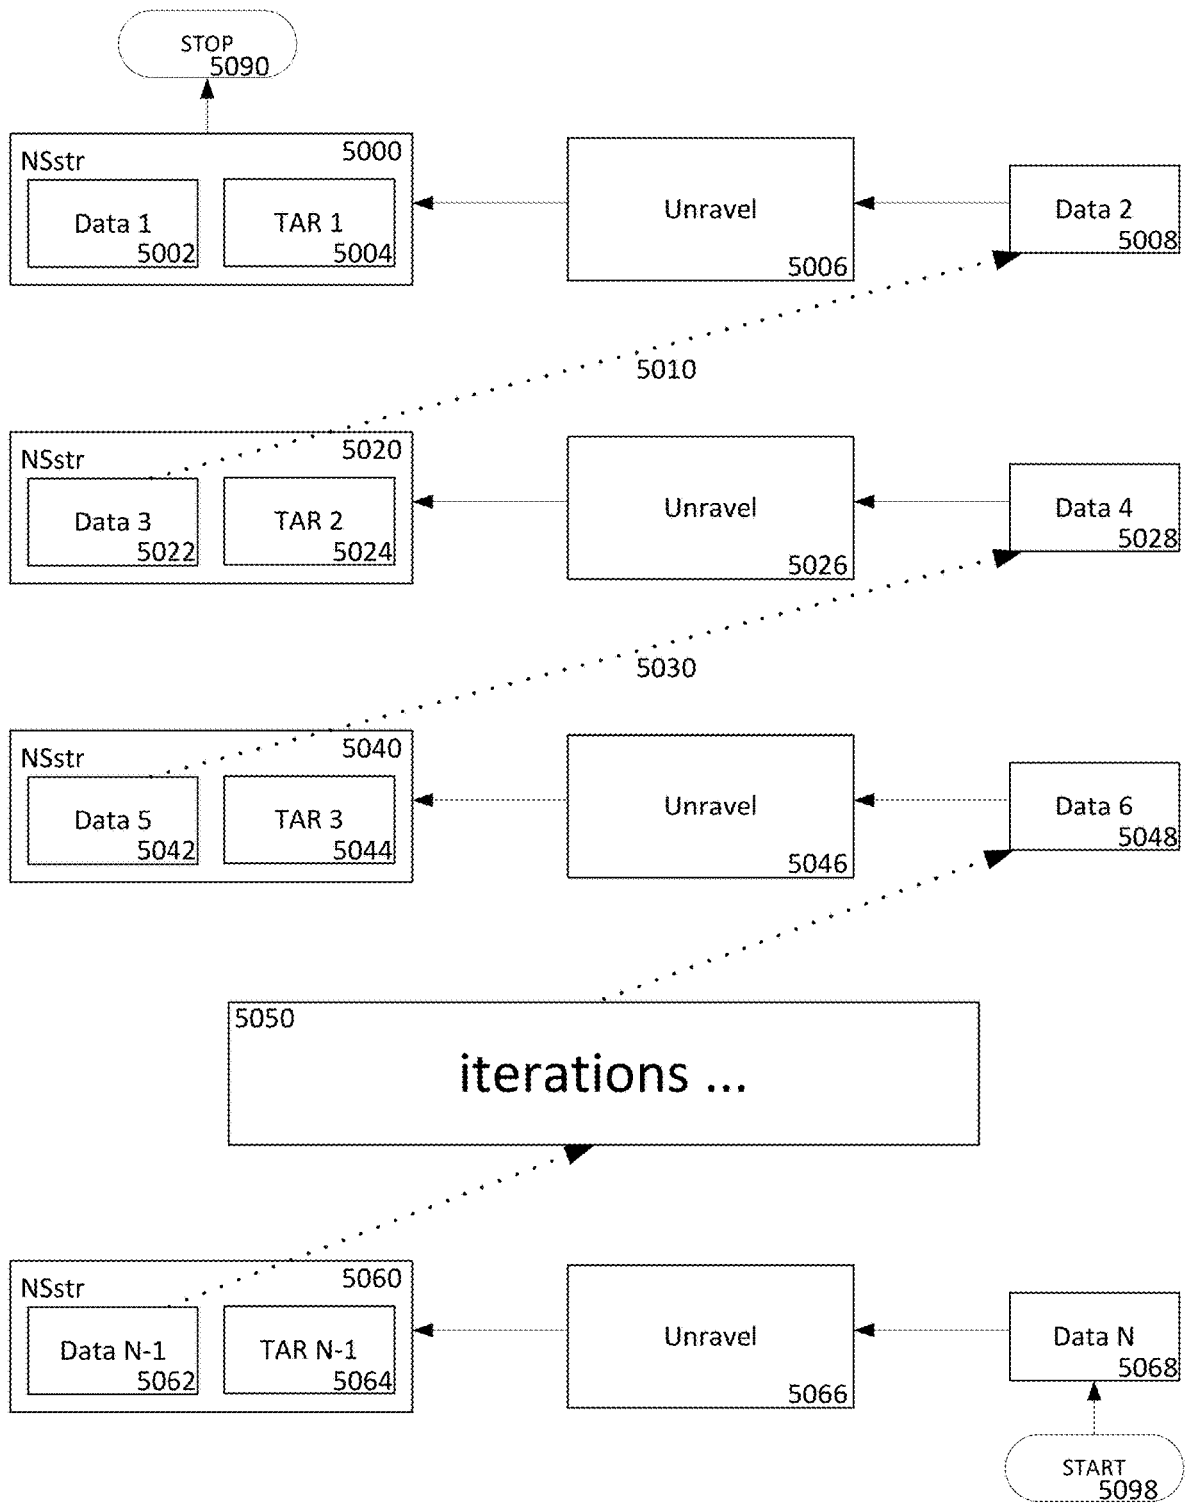 STOP
5090
NSstr
5000
Data 1
5002
TAR 1
5004
Unravel
5006
Data 2
5008
5010
NSstr
5020
Data 3
5022
TAR 2
5024
Unravel
5026
Data 4
5028
5030
NSstr
5040
Data 5
5042
TAR 3
5044
Unravel
5046
Data 6
5048
5050
iterations ...
NSstr
5060
Data N-1
5062
TAR N-1
5064
Unravel
5066
Data N
5068
START
5098